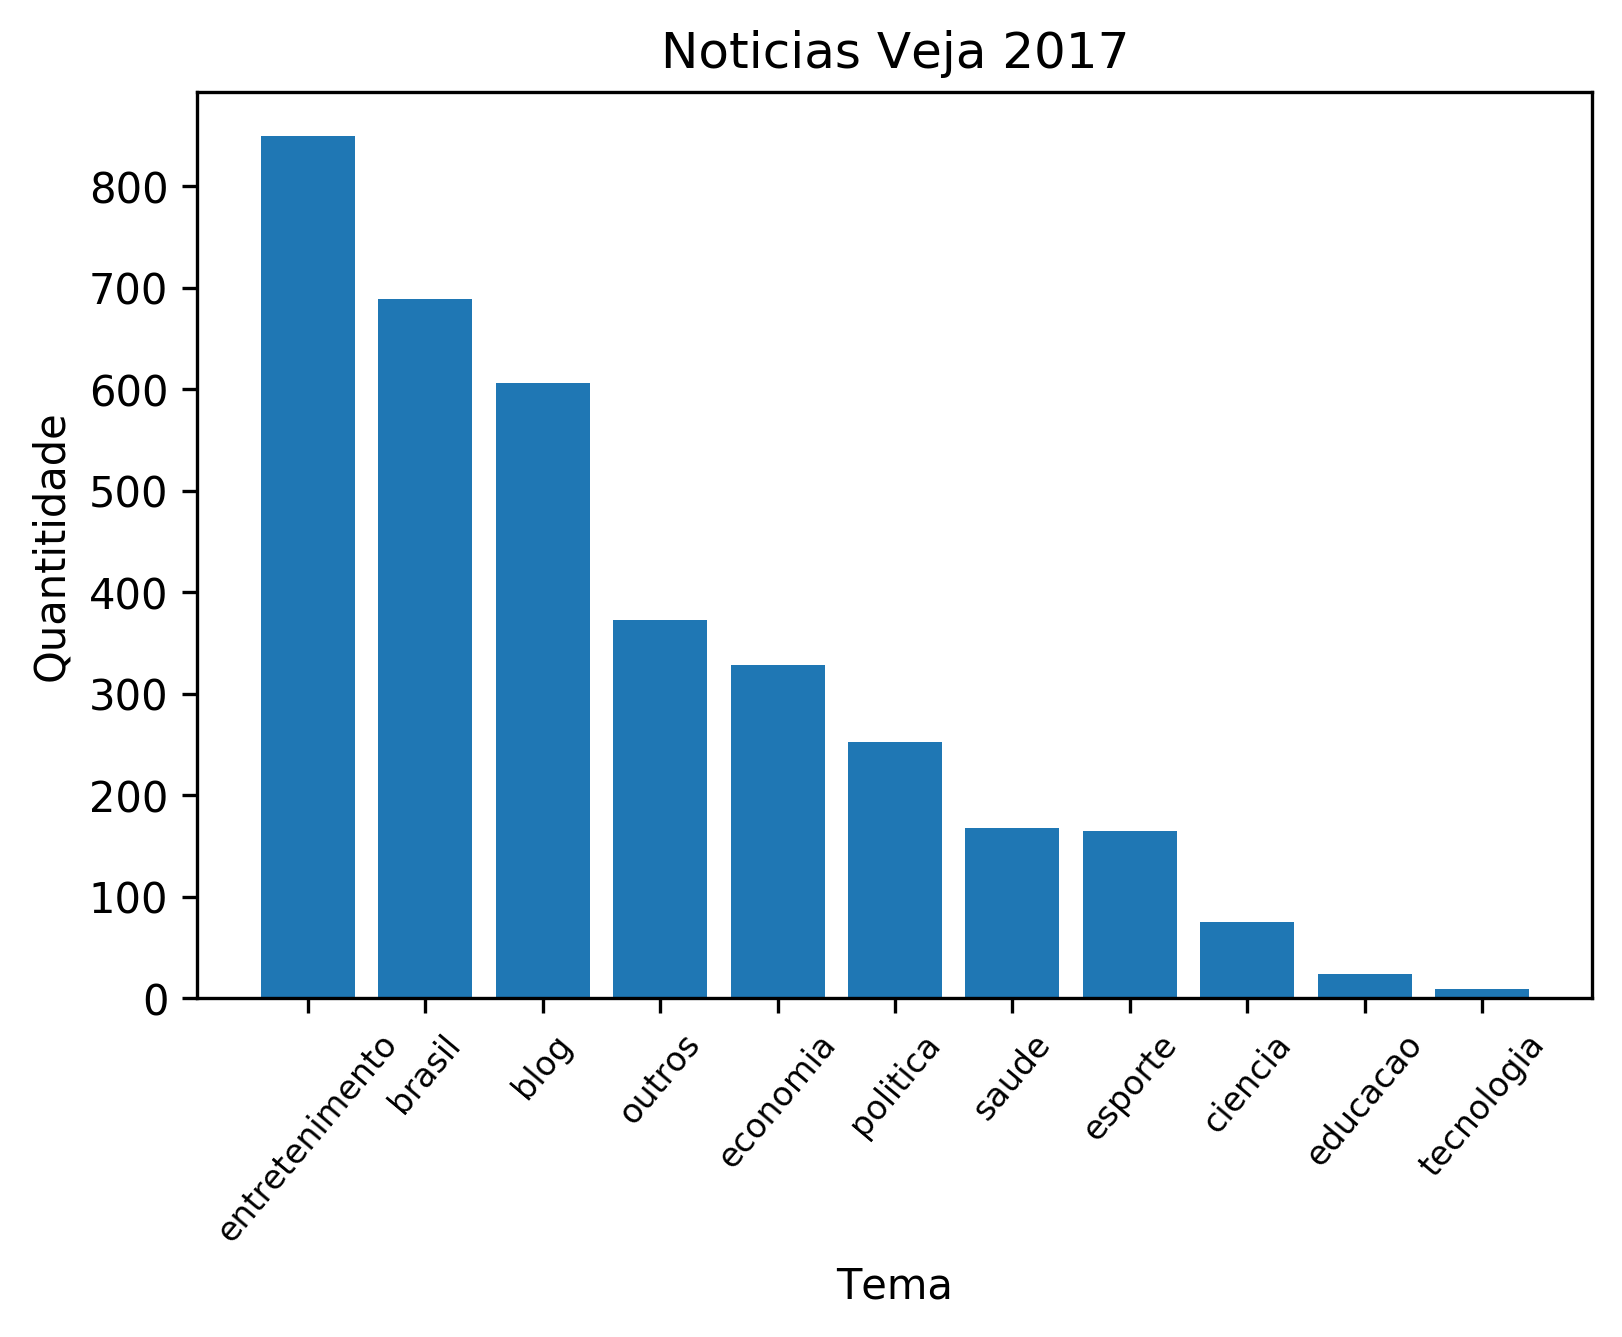 Noticias Veja 2017
Quantitidade
800
700
600
500
400
300
200
100
0
entretenimento
brasil
blog
outros
economia
politica
saude
esporte
ciencia
educacao
tecnologia
Tema